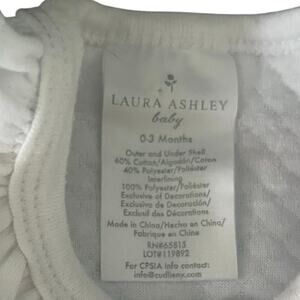 LAURA ASHLEY
baby
0-3 Months
Outer and Under Shell
60% Cotton/Algodón/Coton
40% Polyester/Poliéster
Interlining
100% Polyester/Poliéster
Exclusive of Decorations/
Exclusivo de Decoración/
Exclusif des Décorations
Made in China/Hecho en China/
Fabrique en Chine
RN#65815
LOT#119892
For CPSIA info contact:
info@cudlieny.com